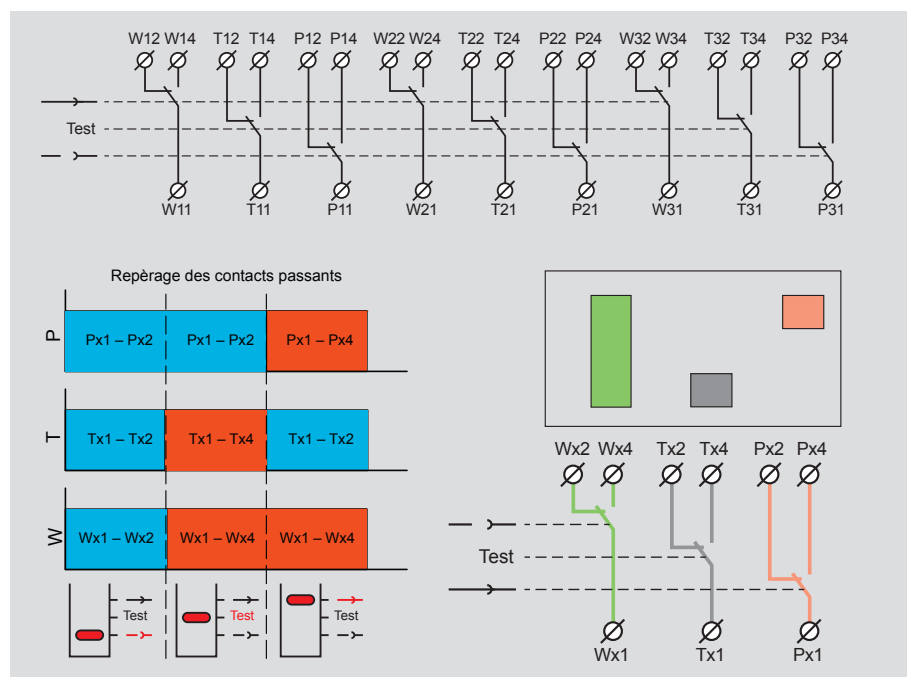 W12 W14 T12 T14 P12 P14 W22 W24 T22 T24 P22 P24 W32 W34 T32 T34 P32 P34
Test
W11 T11 P11 W21 T21 P21 W31 T31 P31
Repèrage des contacts passants
P
Px1 – Px2 Px1 – Px2 Px1 – Px4
T
Tx1 – Tx2 Tx1 – Tx4 Tx1 – Tx2
W
Wx1 – Wx2 Wx1 – Wx4 Wx1 – Wx4
Test Test Test
Wx2 Wx4 Tx2 Tx4 Px2 Px4
Test
Wx1 Tx1 Px1